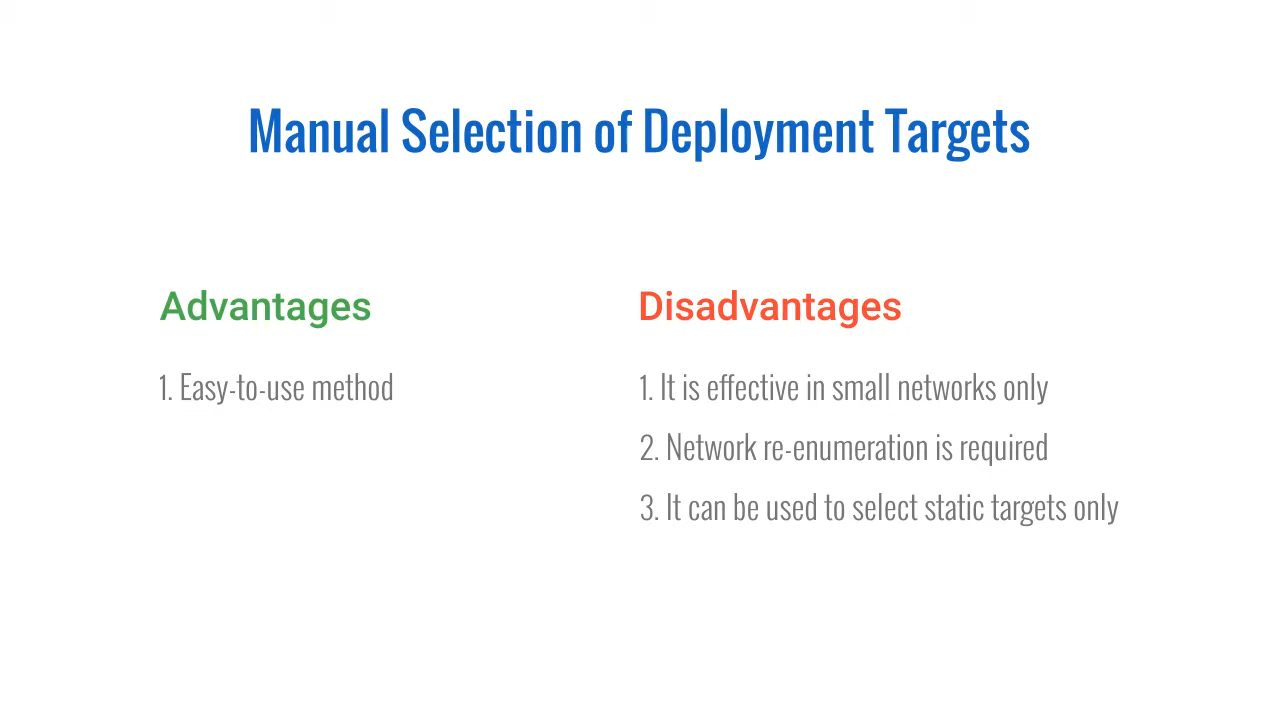 Manual Selection of Deployment Targets
Advantages
1. Easy-to-use method
Disadvantages
1. It is effective in small networks only
2. Network re-enumeration is required
3. It can be used to select static targets only